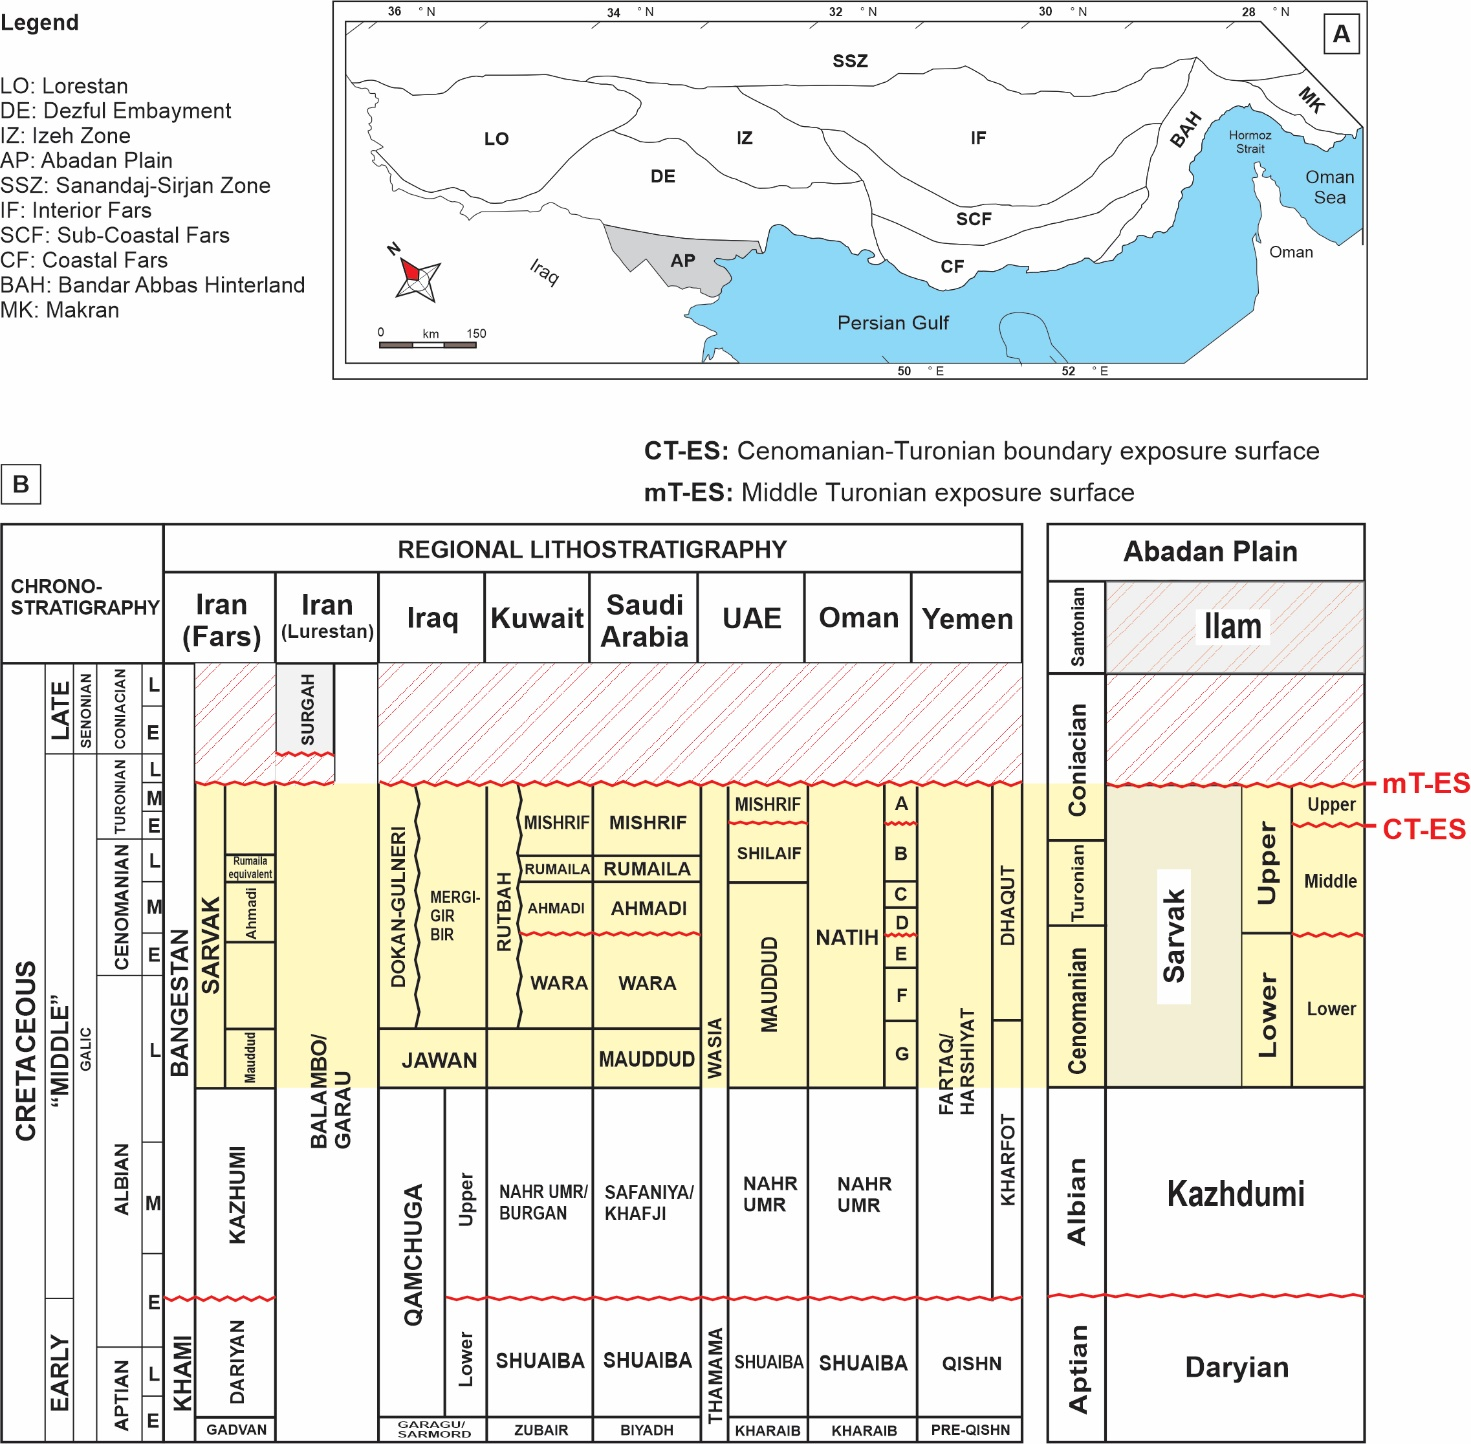 Legend
LO: Lorestan
DE: Dezful Embayment
IZ: Izeh Zone
AP: Abadan Plain
SSZ: Sanandaj-Sirjan Zone
IF: Interior Fars
SCF: Sub-Coastal Fars
CF: Coastal Fars
BAH: Bandar Abbas Hinterland
MK: Makran
36 ° N
34 ° N
32 ° N
30 ° N
28 ° N
A
SSZ
MK
LO
IZ
IF
BAH
Hormoz
Strait
DE
Oman
Sea
SCF
AP
CF
Oman
N
Iraq
Persian Gulf
0 km 150
50 ° E
52 ° E
CT-ES: Cenomanian-Turonian boundary exposure surface
mT-ES: Middle Turonian exposure surface
B
CHRONO-
STRATIGRAPHY
REGIONAL LITHOSTRATIGRAPHY
Iran
(Fars)
Iran
(Lurestan)
Iraq
Kuwait
Saudi
Arabia
UAE
Oman
Yemen
CRETACEOUS
LATE
"MIDDLE"
EARLY
SENONIAN
GALIC
CONIACIAN
TURONIAN
CENOMANIAN
ALBIAN
APTIAN
L
E
L
M
E
L
M
E
L
M
E
L
E
BANGESTAN
KHAMI
SARVAK
Rumaila
equivalent
Ahmadi
Mauddud
KAZHUMI
DARIYAN
GADVAN
SURGAH
BALAMBO/
GARAU
DOKAN-GULNERI
MERGI-
GIR
BIR
JAWAN
QAMCHUGA
Upper
Lower
GARAGU/
SARMORD
RUTBAH
MISHRIF
RUMAILA
AHMADI
WARA
NAHR UMR/
BURGAN
SHUAIBA
ZUBAIR
MISHRIF
RUMAILA
AHMADI
WARA
MAUDDUD
SAFANIYA/
KHAFJI
SHUAIBA
BIYADH
WASIA
THAMAMA
MISHRIF
SHILAIF
MAUDDUD
NAHR
UMR
SHUAIBA
KHARAIB
NATIH
A
B
C
D
E
F
G
NAHR
UMR
SHUAIBA
KHARAIB
FARTAQ/
HARSHIYAT
DHAQUT
KHARFOT
QISHN
PRE-QISHN
Abadan Plain
Santonian
Coniacian
Turonian
Cenomanian
Albian
Aptian
Ilam
Sarvak
Upper
Lower
Upper
Middle
Lower
Kazhdumi
Daryian
mT-ES
CT-ES